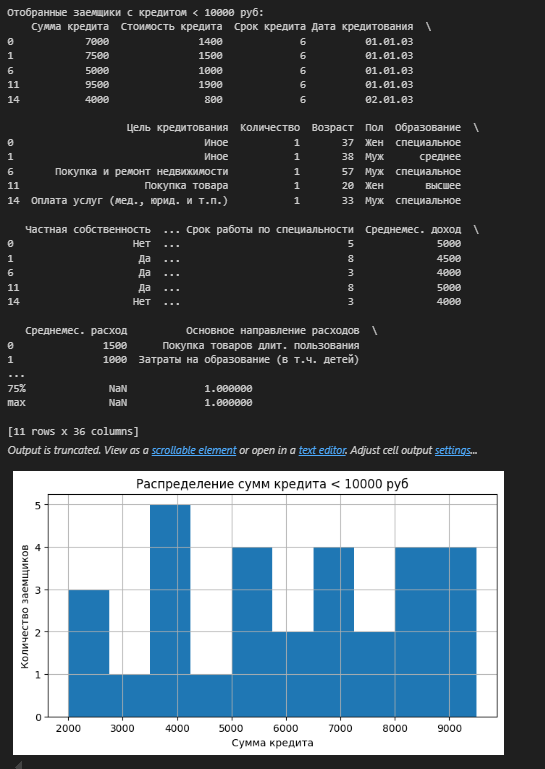 Отобранные заемщики с кредитом < 10000 руб:
Сумма кредита Стоимость кредита Срок кредита Дата кредитования \
0 7000 1400 6 01.01.03
1 7500 1500 6 01.01.03
6 5000 1000 6 01.01.03
11 9500 1900 6 01.01.03
14 4000 800 6 02.01.03
Цель кредитования Количество Возраст Пол Образование \
0 Иное 1 37 Жен специальное
1 Иное 1 38 Муж среднее
6 Покупка и ремонт недвижимости 1 57 Муж специальное
11 Покупка товара 1 20 Жен высшее
14 Оплата услуг (мед., юрид. и т.п.) 1 33 Муж специальное
Частная собственность ... Срок работы по специальности Среднемес. доход \
0 Нет ... 5 5000
1 Да ... 8 4500
6 Да ... 3 4000
11 Да ... 8 5000
14 Нет ... 3 4000
Среднемес. расход Основное направление расходов \
0 1500 Покупка товаров длит. пользования
1 1000 Затраты на образование (в т.ч. детей)
...
75% NaN 1.000000
max NaN 1.000000
[11 rows x 36 columns]
Output is truncated. View as a scrollable element or open in a text editor. Adjust cell output settings...
Распределение сумм кредита < 10000 руб
Количество заемщиков
5
4
3
2
1
0
2000 3000 4000 5000 6000 7000 8000 9000
Сумма кредита